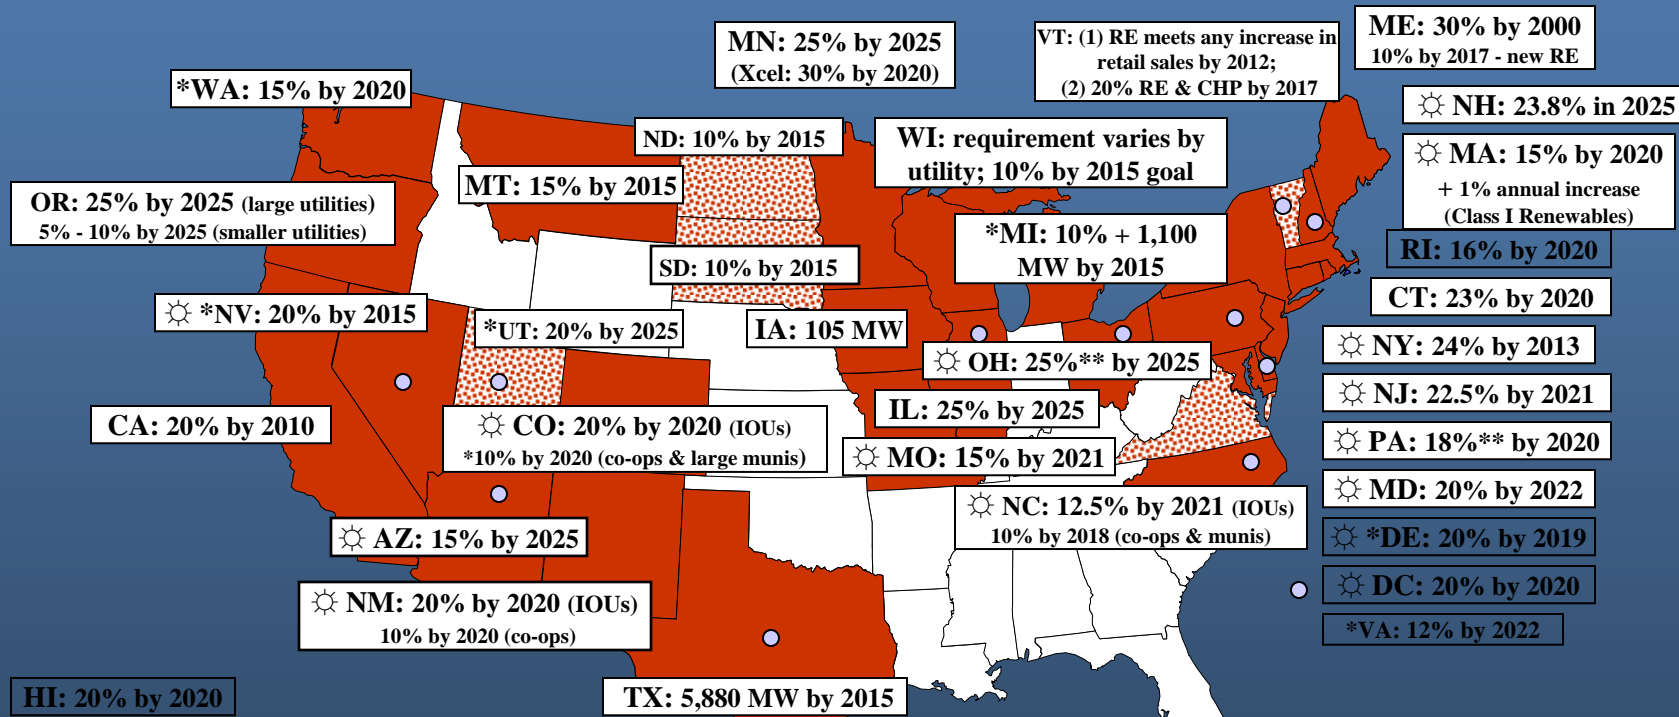 MN: 25% by 2025
(Xcel: 30% by 2020)
VT: (1) RE meets any increase in
retail sales by 2012;
(2) 20% RE & CHP by 2017
ME: 30% by 2000
10% by 2017 - new RE
*WA: 15% by 2020
☼ NH: 23.8% in 2025
ND: 10% by 2015
WI: requirement varies by
utility; 10% by 2015 goal
☼ MA: 15% by 2020
+ 1% annual increase
(Class I Renewables)
MT: 15% by 2015
OR: 25% by 2025 (large utilities)
5% - 10% by 2025 (smaller utilities)
*MI: 10% + 1,100
MW by 2015
RI: 16% by 2020
SD: 10% by 2015
CT: 23% by 2020
☼ *NV: 20% by 2015
*UT: 20% by 2025
IA: 105 MW
☼ NY: 24% by 2013
☼ OH: 25%** by 2025
☼ NJ: 22.5% by 2021
CA: 20% by 2010
☼ CO: 20% by 2020 (IOUs)
*10% by 2020 (co-ops & large munis)
IL: 25% by 2025
☼ PA: 18%** by 2020
☼ MO: 15% by 2021
☼ MD: 20% by 2022
☼ NC: 12.5% by 2021 (IOUs)
10% by 2018 (co-ops & munis)
☼ AZ: 15% by 2025
☼ *DE: 20% by 2019
☼ DC: 20% by 2020
☼ NM: 20% by 2020 (IOUs)
10% by 2020 (co-ops)
*VA: 12% by 2022
HI: 20% by 2020
TX: 5,880 MW by 2015